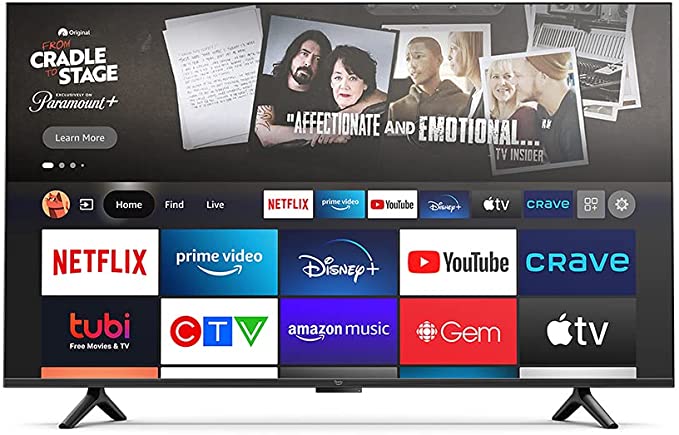 Original
FROM
CRADLE
TO
STAGE
EXCLUSIVELY ON
Paramount+
Learn More
"AFFECTIONATE AND EMOTIONAL..."
TV INSIDER
Home Find Live NETFLIX prime video YouTube Disney+ tv CRAVE
NETFLIX prime video Disney+ YouTube CRAVE
tubi
Free Movies & TV
CTV amazon music Gem tv